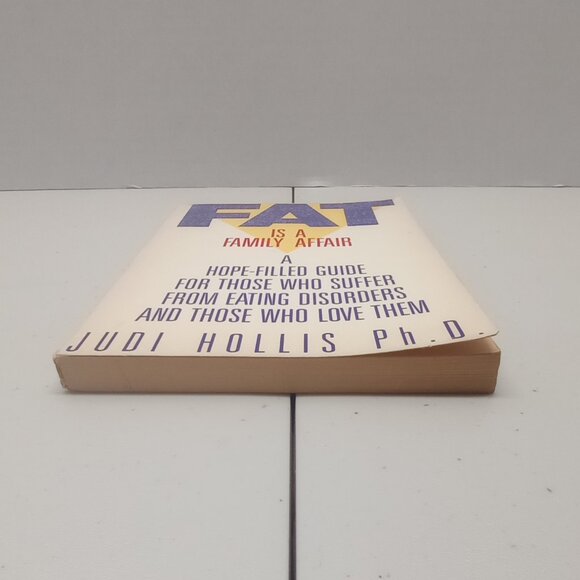 FAT
IS A
FAMILY AFFAIR
A
HOPE-FILLED GUIDE
FOR THOSE WHO SUFFER
FROM EATING DISORDERS
AND THOSE WHO LOVE THEM
JUDI HOLLIS Ph.D.